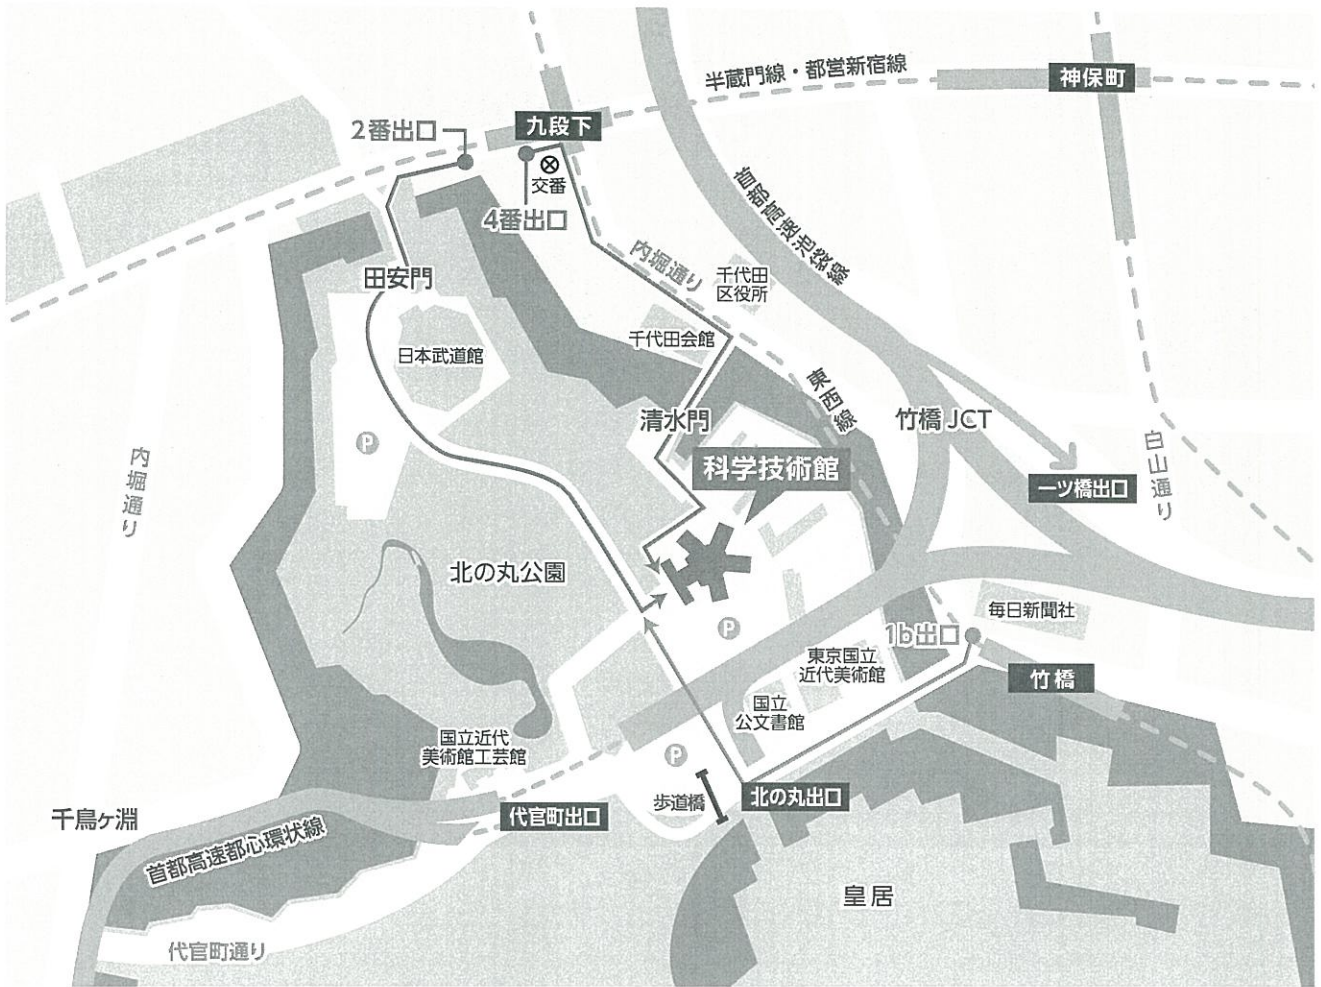 半蔵門線・都営新宿線
神保町
九段下
2番出口
交番
4番出口
首都高速池袋線
内堀通り
千代田
区役所
田安門
千代田会館
日本武道館
東西線
清水門
竹橋JCT
P
科学技術館
一ツ橋出口
白山通り
内堀通り
北の丸公園
毎日新聞社
P
1b出口
東京国立
近代美術館
竹橋
国立
公文書館
国立近代
美術館工芸館
P
歩道橋
北の丸出口
代官町出口
千鳥ヶ淵
首都高速都心環状線
皇居
代官町通り